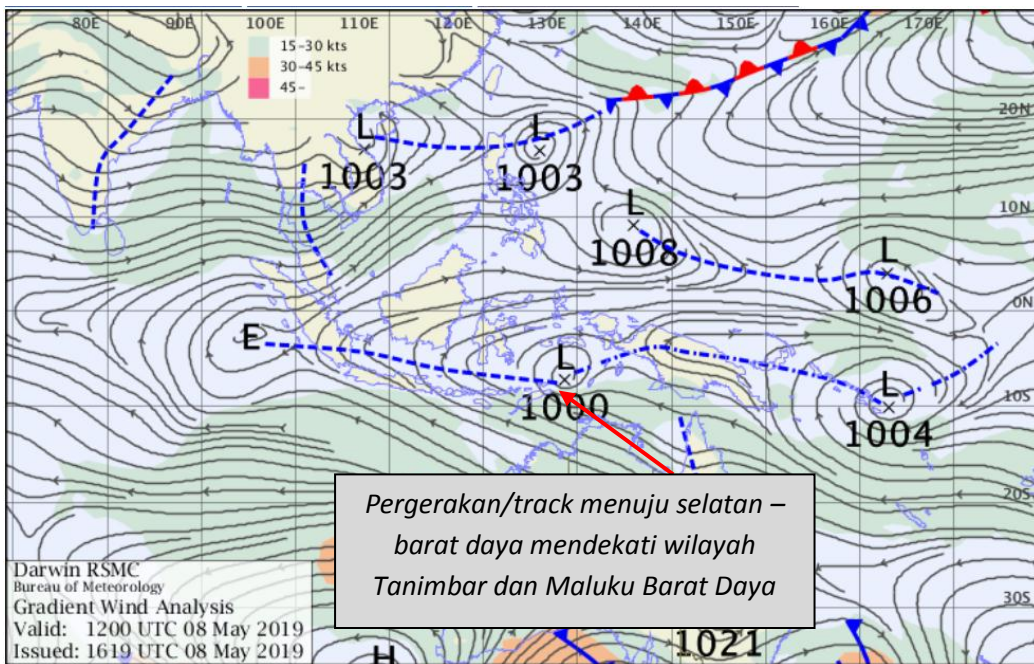 80E 90E 100E 110E 120E 130E 140E 150E 160E 170E
15-30 kts
30-45 kts
45-
20N
L
1003
L
1003
10N
L
1008
L
1006
0N
E
L
1000
L
1004
10S
20S
Pergerakan/track menuju selatan –
barat daya mendekati wilayah
Tanimbar dan Maluku Barat Daya
30S
Darwin RSMC
Bureau of Meteorology
Gradient Wind Analysis
Valid: 1200 UTC 08 May 2019
Issued: 1619 UTC 08 May 2019
H
1021